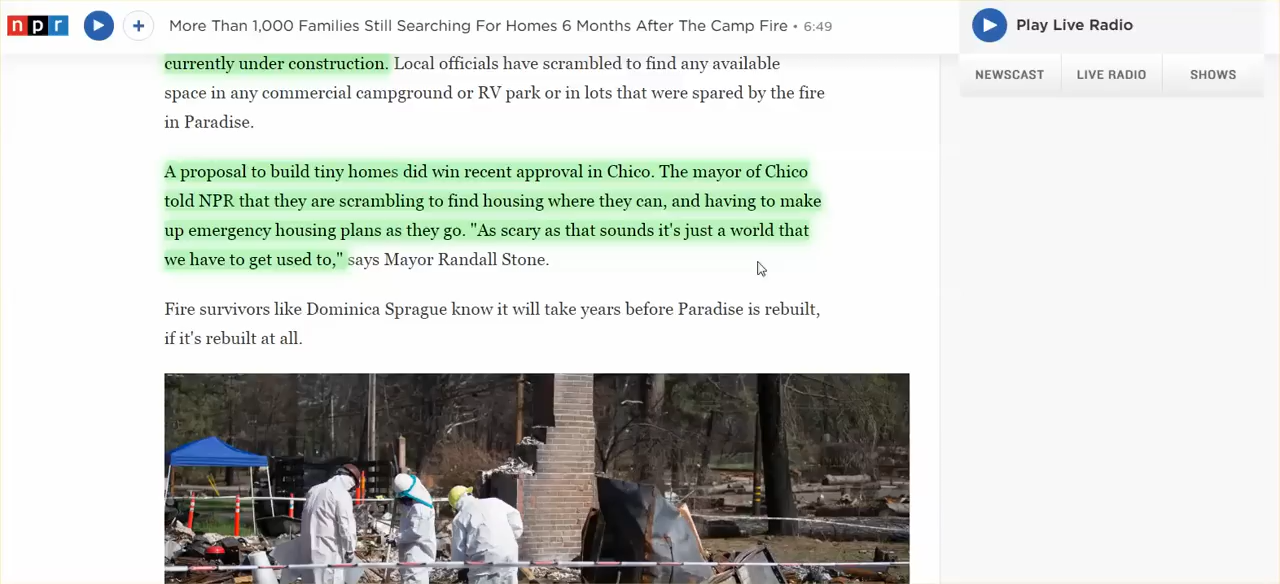 npr
More Than 1,000 Families Still Searching For Homes 6 Months After The Camp Fire • 6:49
Play Live Radio
NEWSCAST
LIVE RADIO
SHOWS
currently under construction. Local officials have scrambled to find any available
space in any commercial campground or RV park or in lots that were spared by the fire
in Paradise.
A proposal to build tiny homes did win recent approval in Chico. The mayor of Chico
told NPR that they are scrambling to find housing where they can, and having to make
up emergency housing plans as they go. "As scary as that sounds it's just a world that
we have to get used to," says Mayor Randall Stone.
Fire survivors like Dominica Sprague know it will take years before Paradise is rebuilt,
if it's rebuilt at all.